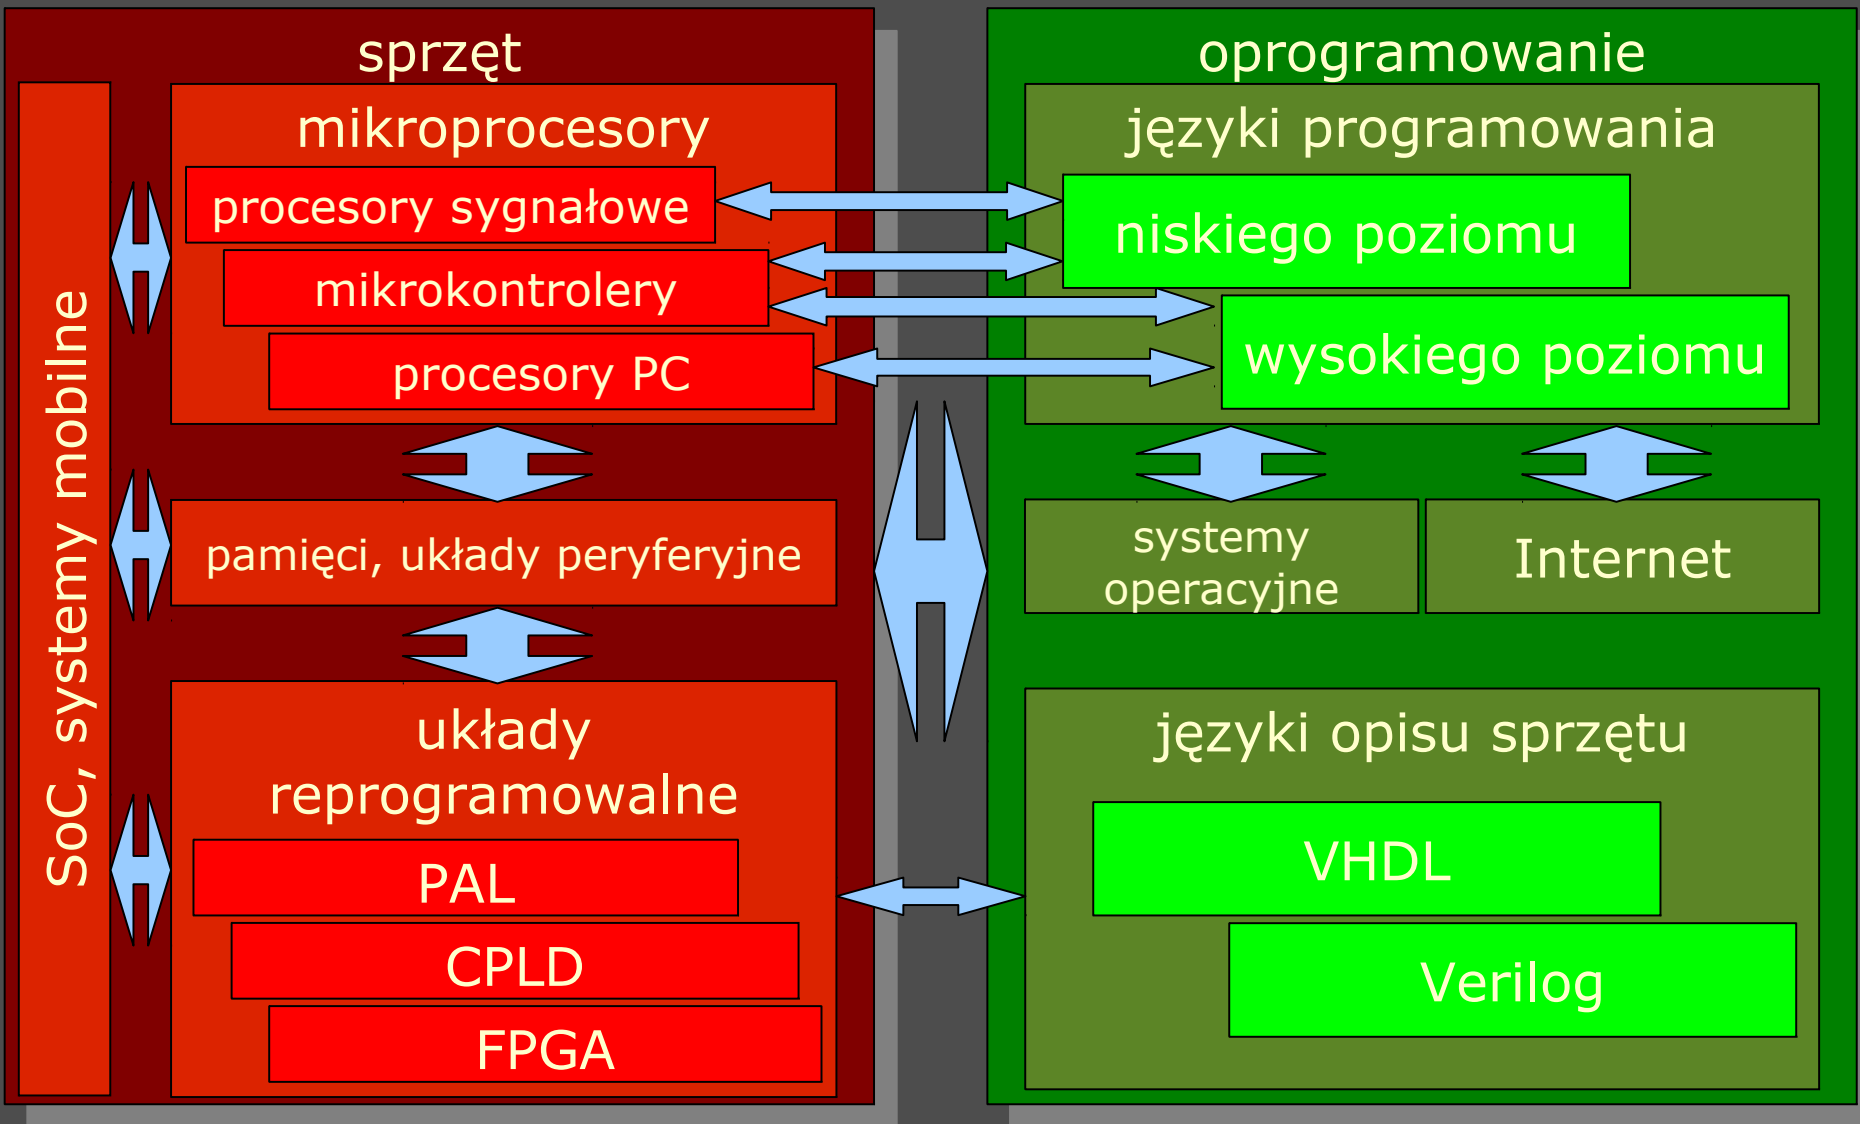 sprzęt
SoC, systemy mobilne
mikroprocesory
procesory sygnałowe
mikrokontrolery
procesory PC
pamięci, układy peryferyjne
układy
reprogramowalne
PAL
CPLD
FPGA
oprogramowanie
języki programowania
niskiego poziomu
wysokiego poziomu
systemy
operacyjne
Internet
języki opisu sprzętu
VHDL
Verilog